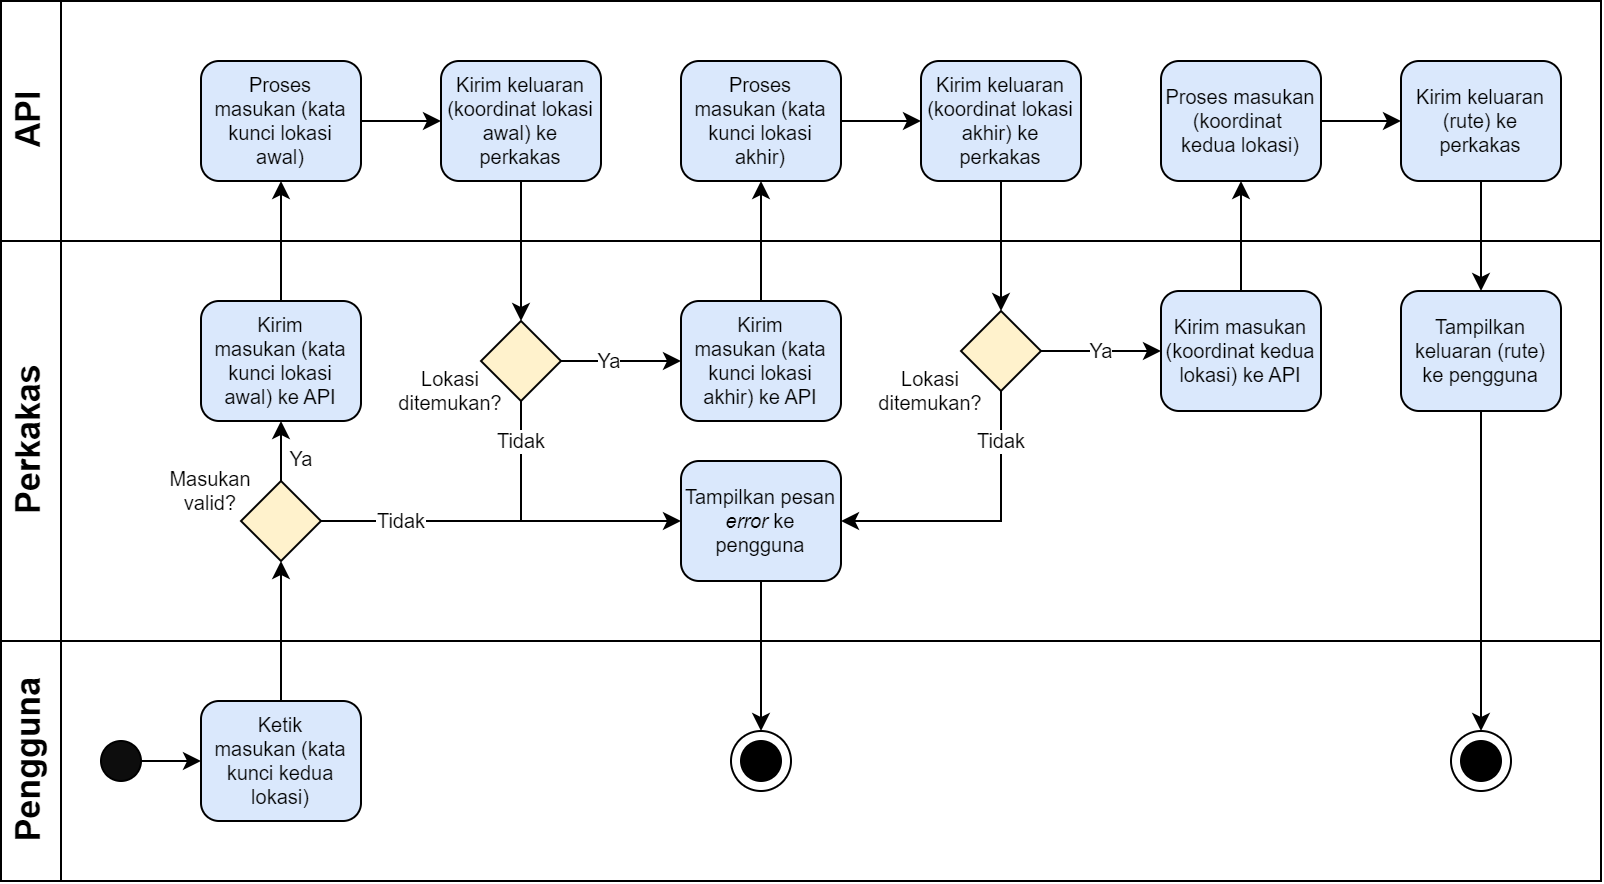 API
Proses
masukan (kata
kunci lokasi
awal)
Kirim keluaran
(koordinat lokasi
awal) ke
perkakas
Proses
masukan (kata
kunci lokasi
akhir)
Kirim keluaran
(koordinat lokasi
akhir) ke
perkakas
Proses masukan
(koordinat
kedua lokasi)
Kirim keluaran
(rute) ke
perkakas
Perkakas
Kirim
masukan (kata
kunci lokasi
awal) ke API
Ya
Masukan
valid?
Tidak
Lokasi
ditemukan?
Ya
Tidak
Kirim
masukan (kata
kunci lokasi
akhir) ke API
Tampilkan pesan
error ke
pengguna
Lokasi
ditemukan?
Ya
Tidak
Kirim masukan
(koordinat kedua
lokasi) ke API
Tampilkan
keluaran (rute)
ke pengguna
Pengguna
Ketik
masukan (kata
kunci kedua
lokasi)